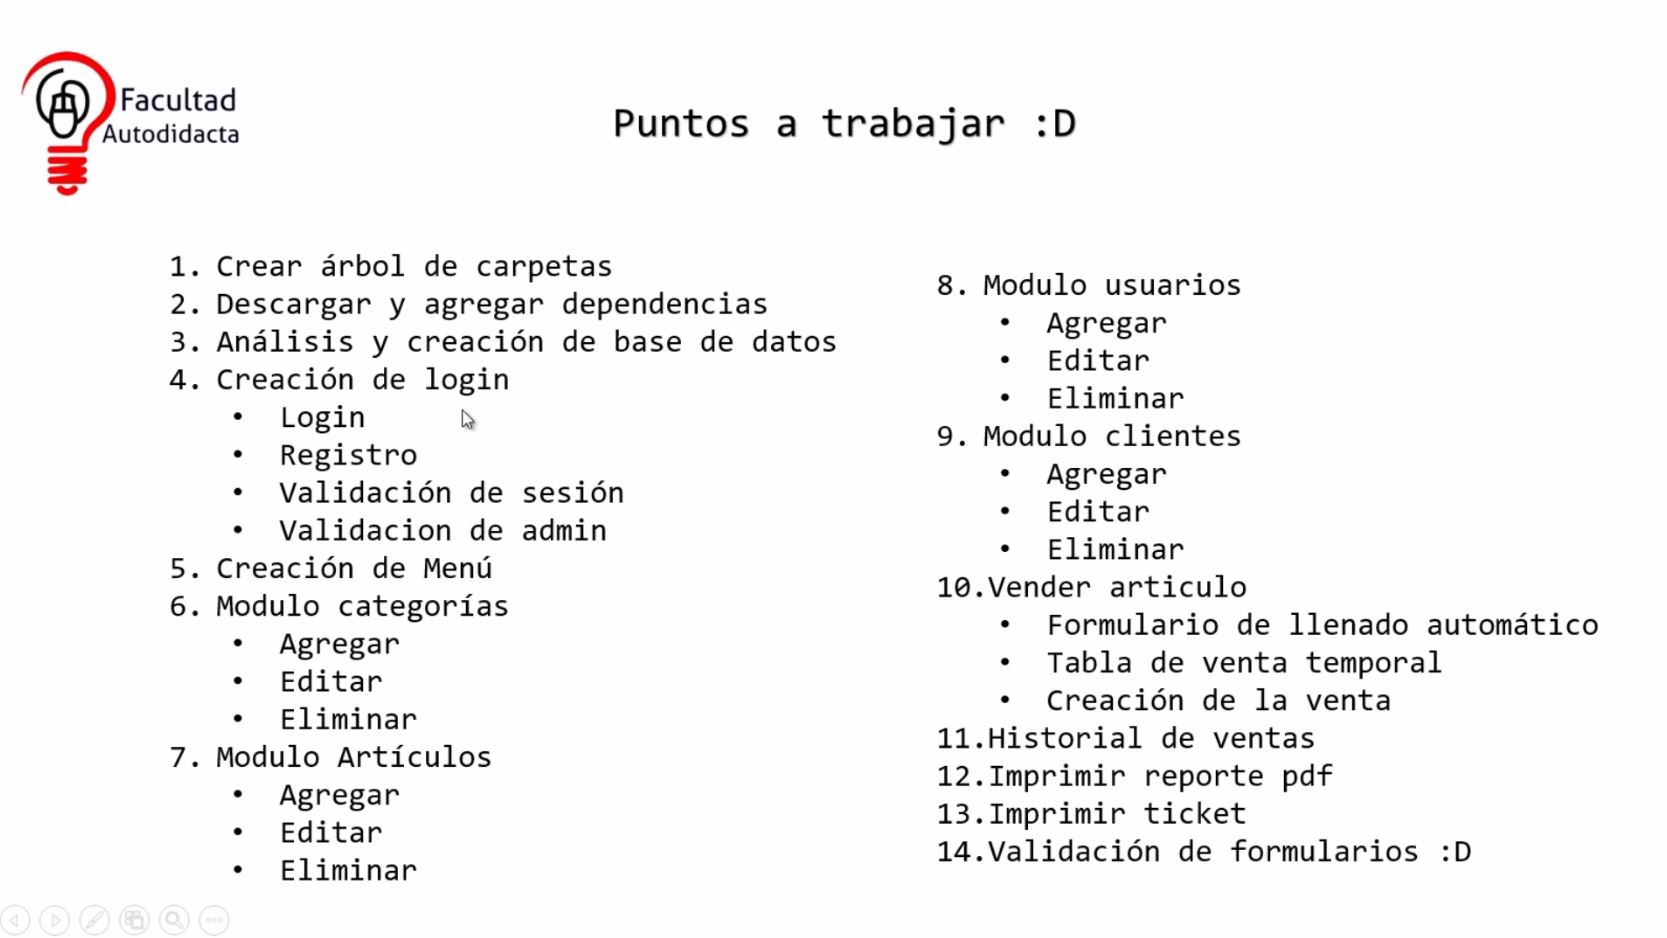 Facultad
Autodidacta
Puntos a trabajar :D
1. Crear árbol de carpetas
2. Descargar y agregar dependencias
3. Análisis y creación de base de datos
4. Creación de login
• Login
• Registro
• Validación de sesión
• Validacion de admin
5. Creación de Menú
6. Modulo categorías
• Agregar
• Editar
• Eliminar
7. Modulo Artículos
• Agregar
• Editar
• Eliminar
8. Modulo usuarios
• Agregar
• Editar
• Eliminar
9. Modulo clientes
• Agregar
• Editar
• Eliminar
10.Vender articulo
• Formulario de llenado automático
• Tabla de venta temporal
• Creación de la venta
11.Historial de ventas
12.Imprimir reporte pdf
13.Imprimir ticket
14.Validación de formularios :D